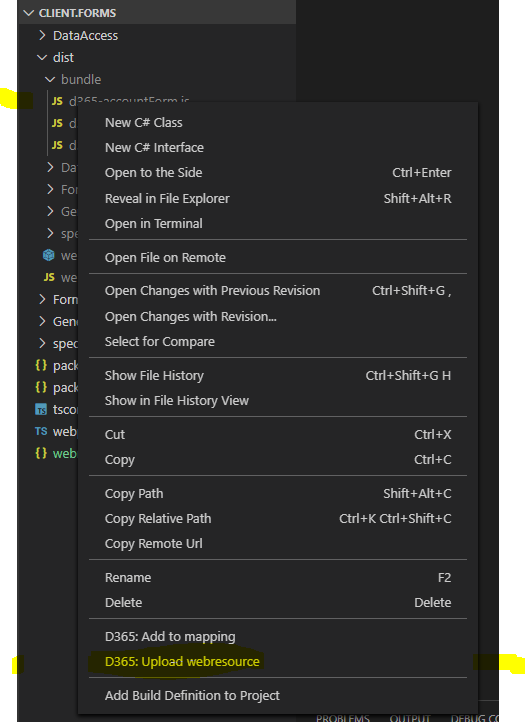 CLIENT.FORMS
DataAccess
dist
bundle
JS d365-accountForm.js
JS d
JS d
Da
For
Ge
spe
we
JS we
Form
Gene
spec
{} pack
{} pack
TS tscon
TS web
{} web
New C# Class
New C# Interface
Open to the Side Ctrl+Enter
Reveal in File Explorer Shift+Alt+R
Open in Terminal
Open File on Remote
Open Changes with Previous Revision Ctrl+Shift+G ,
Open Changes with Revision...
Select for Compare
Show File History Ctrl+Shift+G H
Show in File History View
Cut Ctrl+X
Copy Ctrl+C
Copy Path Shift+Alt+C
Copy Relative Path Ctrl+K Ctrl+Shift+C
Copy Remote Url
Rename F2
Delete Delete
D365: Add to mapping
D365: Upload webresource
Add Build Definition to Project
PROBLEMS OUTPUT DEBUG CO